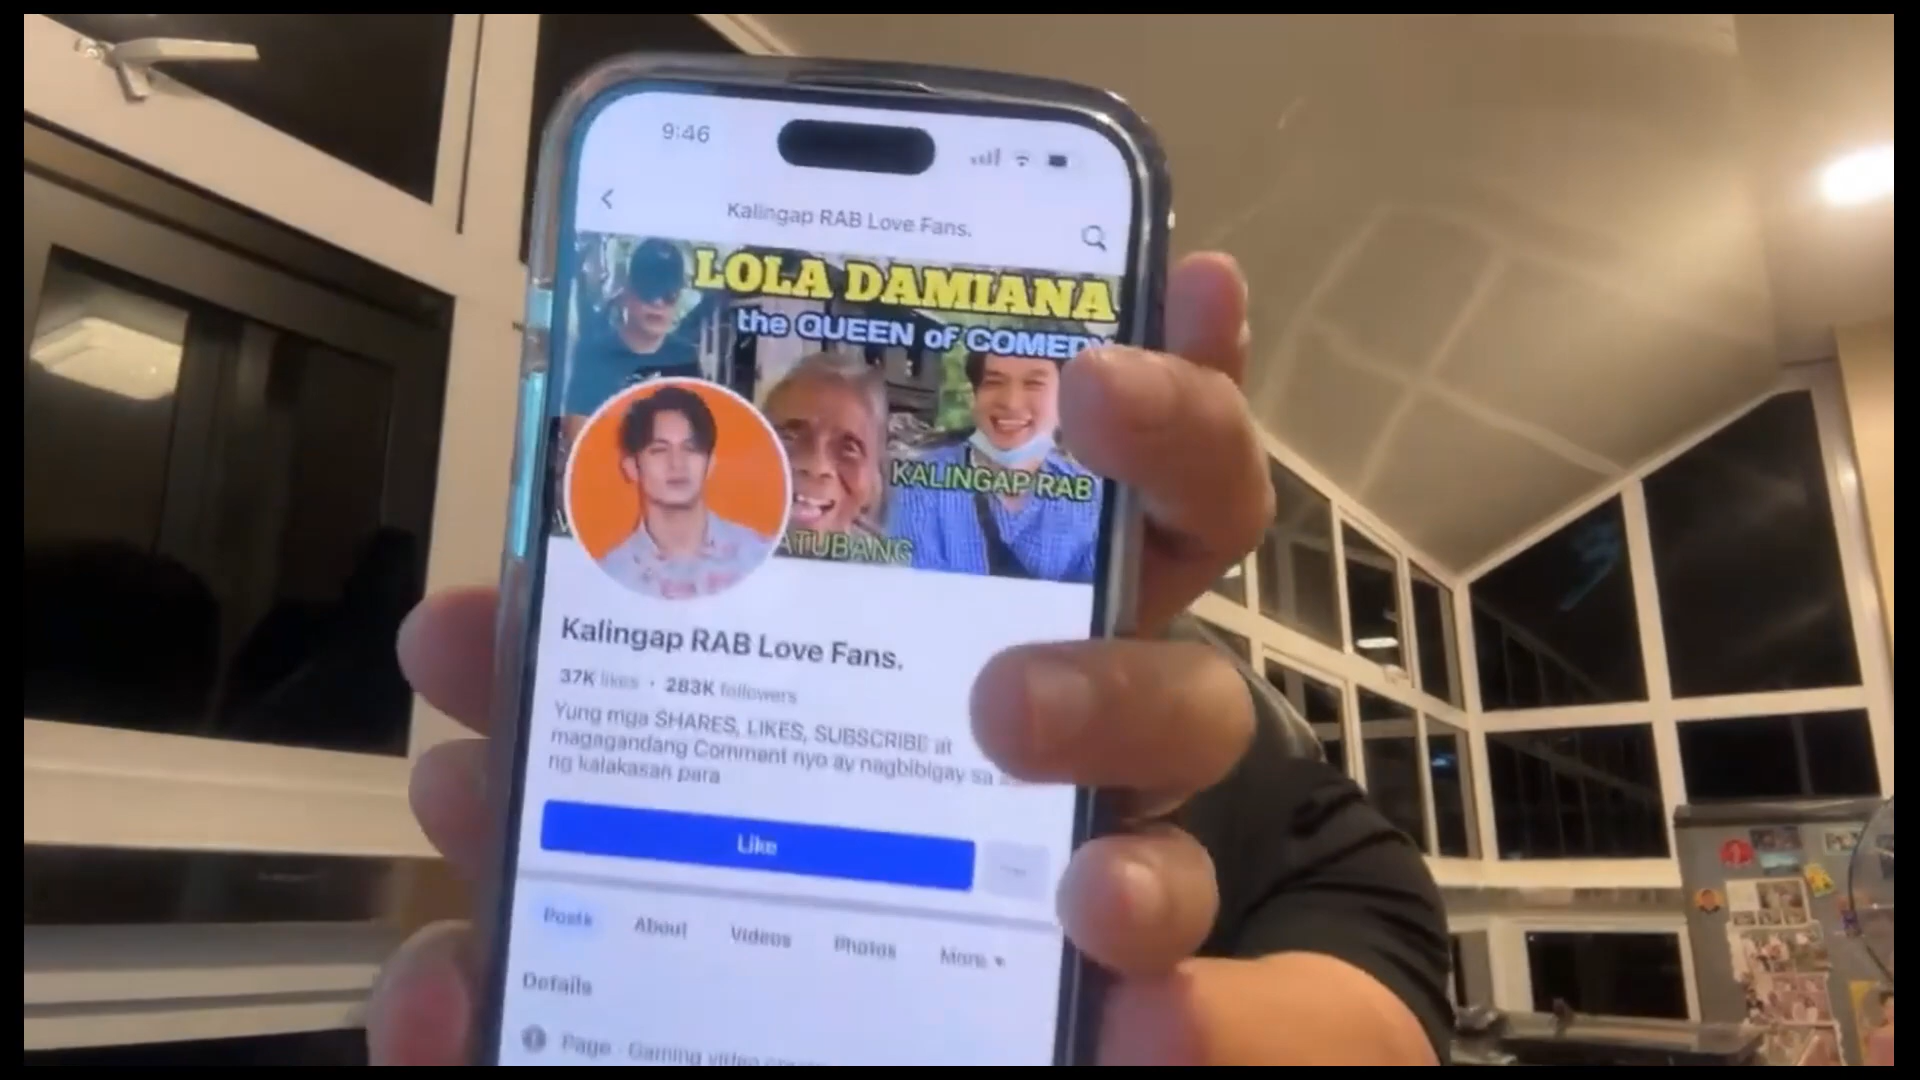 9:46
Kalingap RAB Love Fans.
LOLA DAMIANA
the QUEEN of COMEDY
KALINGAP RAB
ATUBANG
Kalingap RAB Love Fans.
37K likes · 283K followers
Yung mga SHARES, LIKES, SUBSCRIBE at
magagandang Comment nyo ay nagbibigay sa
ng kalakasan para
Like
Posts About Videos Photos More
Details
Page · Gaming video